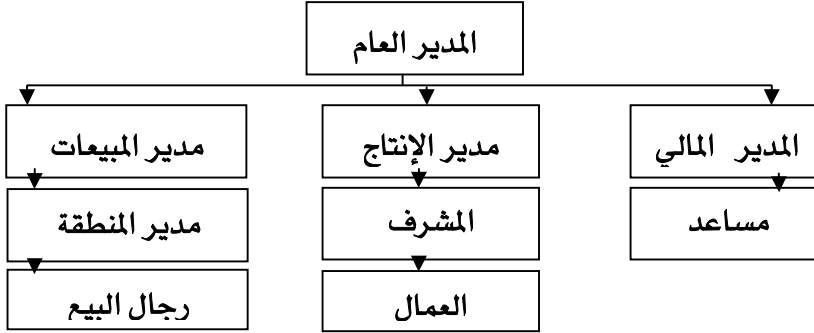 المدير العام
المدير المالي
مدير الإنتاج
مدير المبيعات
مساعد
المشرف
مدير المنطقة
العمال
رجال البيع